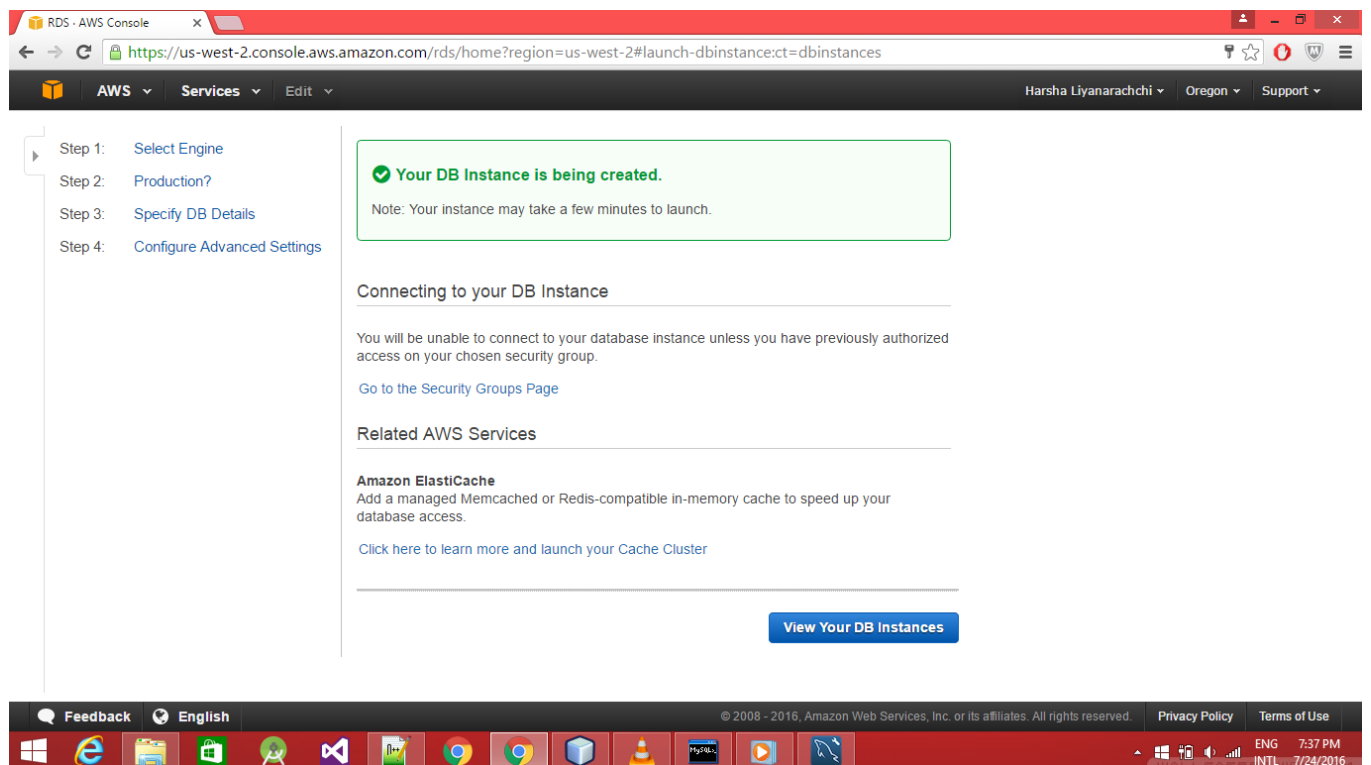 RDS · AWS Console
https://us-west-2.console.aws.amazon.com/rds/home?region=us-west-2#launch-dbinstance:ct=dbinstances
AWS Services Edit Harsha Liyanarachchi Oregon Support
Step 1: Select Engine
Step 2: Production?
Step 3: Specify DB Details
Step 4: Configure Advanced Settings
Your DB Instance is being created.
Note: Your instance may take a few minutes to launch.
Connecting to your DB Instance
You will be unable to connect to your database instance unless you have previously authorized
access on your chosen security group.
Go to the Security Groups Page
Related AWS Services
Amazon ElastiCache
Add a managed Memcached or Redis-compatible in-memory cache to speed up your
database access.
Click here to learn more and launch your Cache Cluster
View Your DB Instances
Feedback English © 2008 - 2016, Amazon Web Services, Inc. or its affiliates. All rights reserved. Privacy Policy Terms of Use
ENG 7:37 PM
INTL 7/24/2016